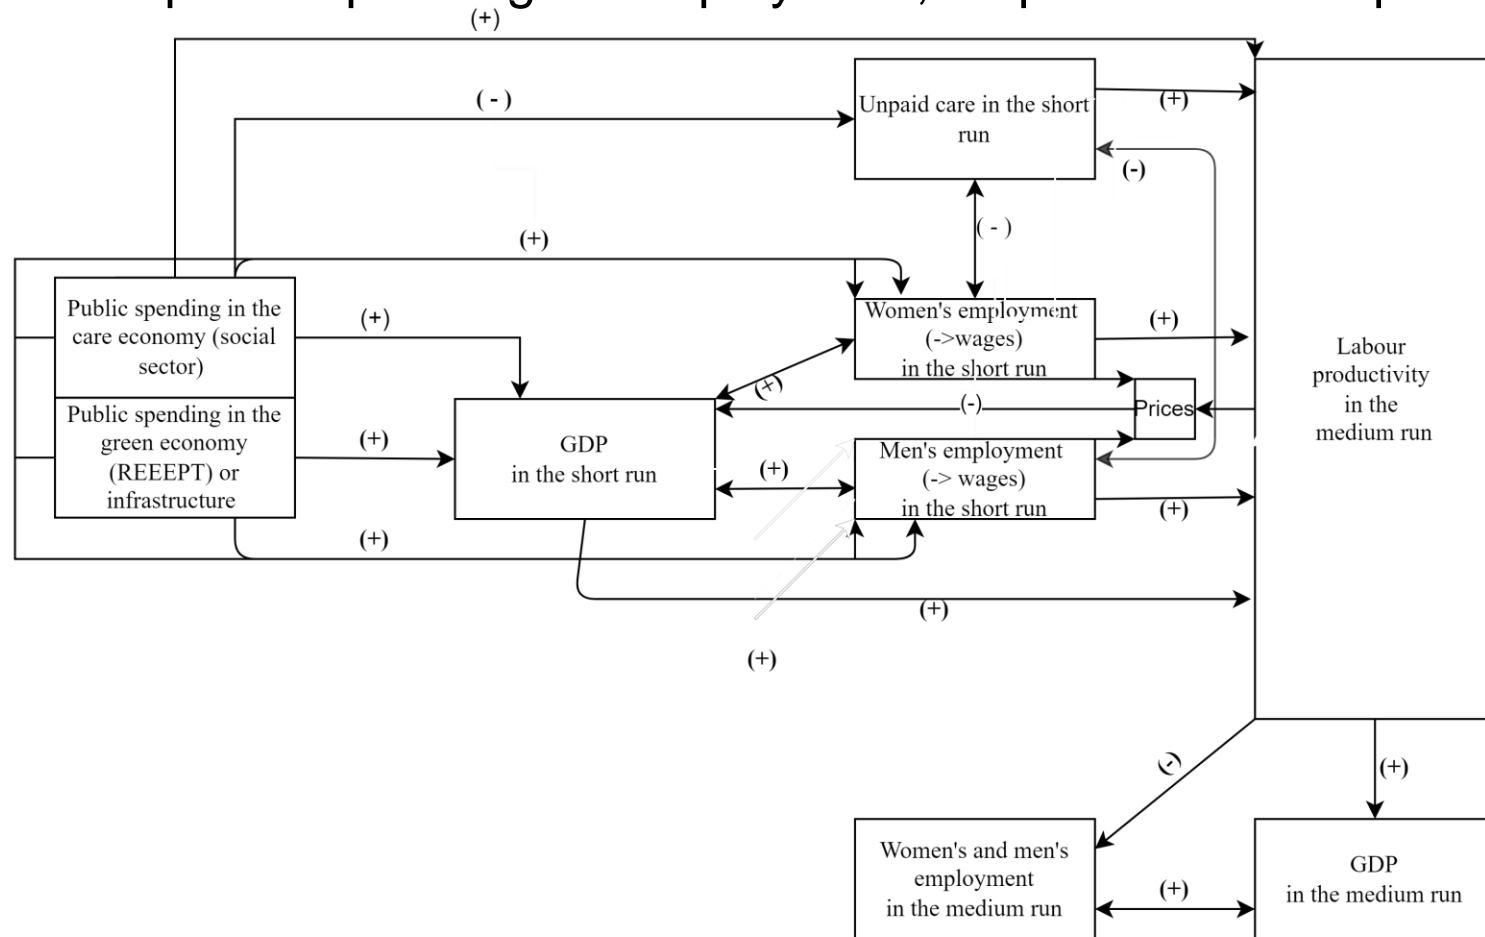 (+)
( - )
Unpaid care in the short
run
(+)
(-)
( - )
(+)
Public spending in the
care economy (social
sector)
(+)
Women's employment
(->wages)
in the short run
(+)
Labour
productivity
in the
medium run
(+)
(-)
Prices
Public spending in the
green economy
(REEEPT) or
infrastructure
(+)
GDP
in the short run
(+)
Men's employment
(-> wages)
in the short run
(+)
(+)
(+)
(+)
(-)
(+)
Women's and men's
employment
in the medium run
(+)
GDP
in the medium run